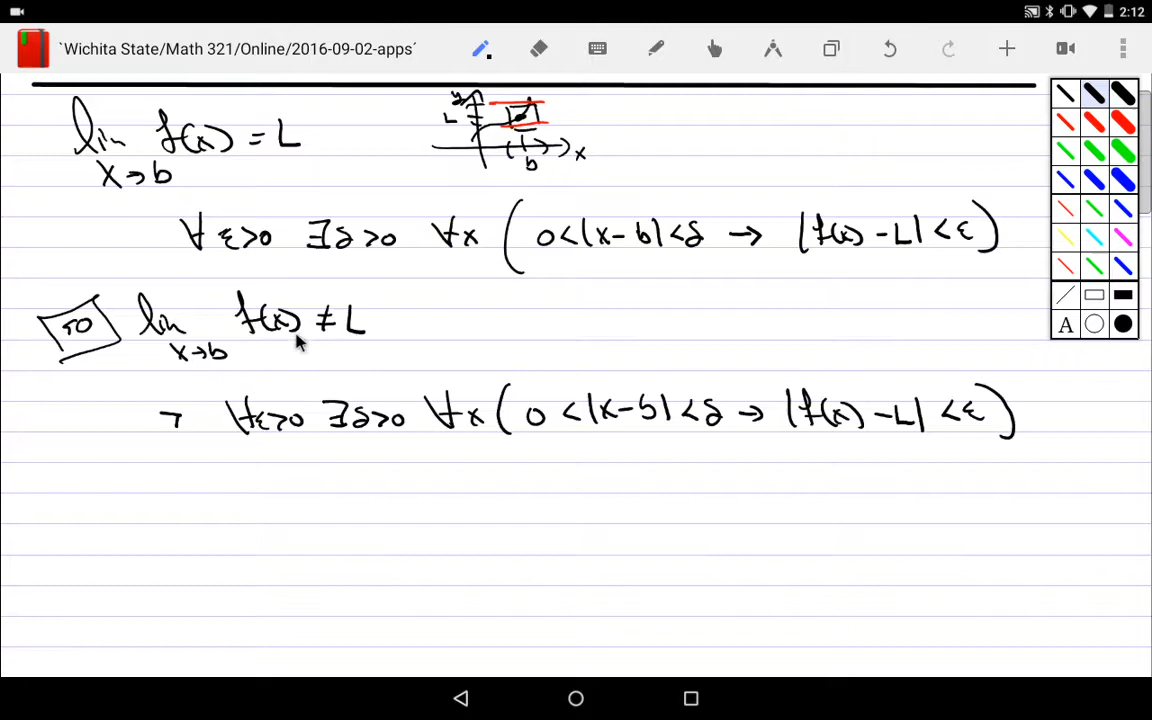 2:12
`Wichita State/Math 321/Online/2016-09-02-apps´
lim f(x) = L
x→b
y
L
b
x
∀ε>0 ∃δ>0 ∀x (0<|x-b|<δ → |f(x)-L|<ε)
50 lim f(x) ≠ L
x→b
¬ ∀ε>0 ∃δ>0 ∀x (0<|x-b|<δ → |f(x)-L|<ε)
A